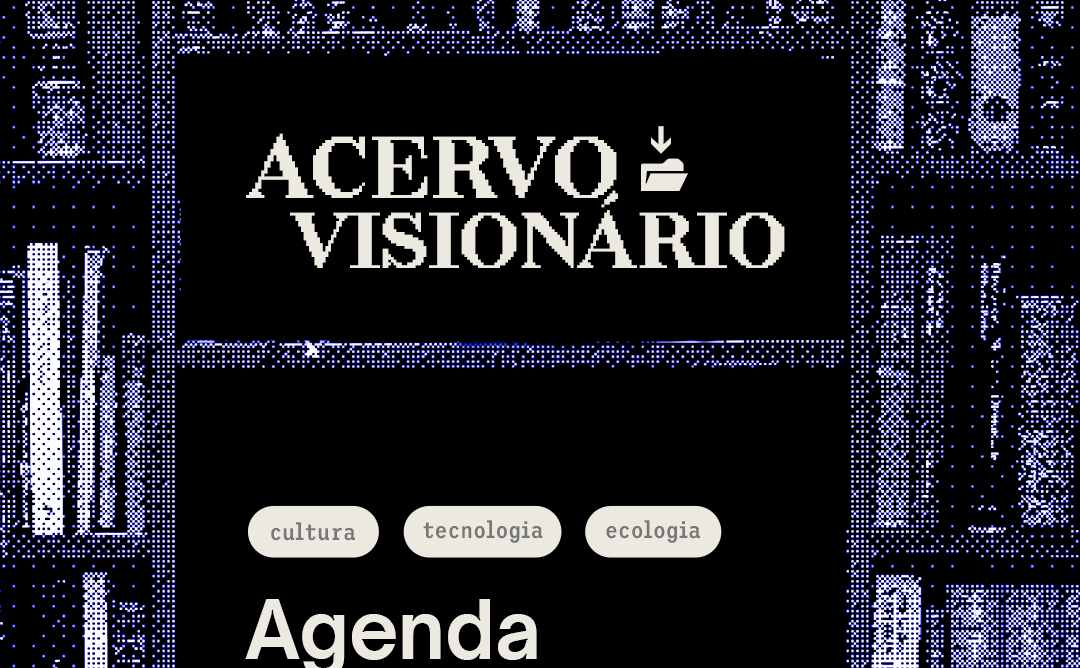 ACERVO
VISIONÁRIO
cultura
tecnologia
ecologia
Agenda